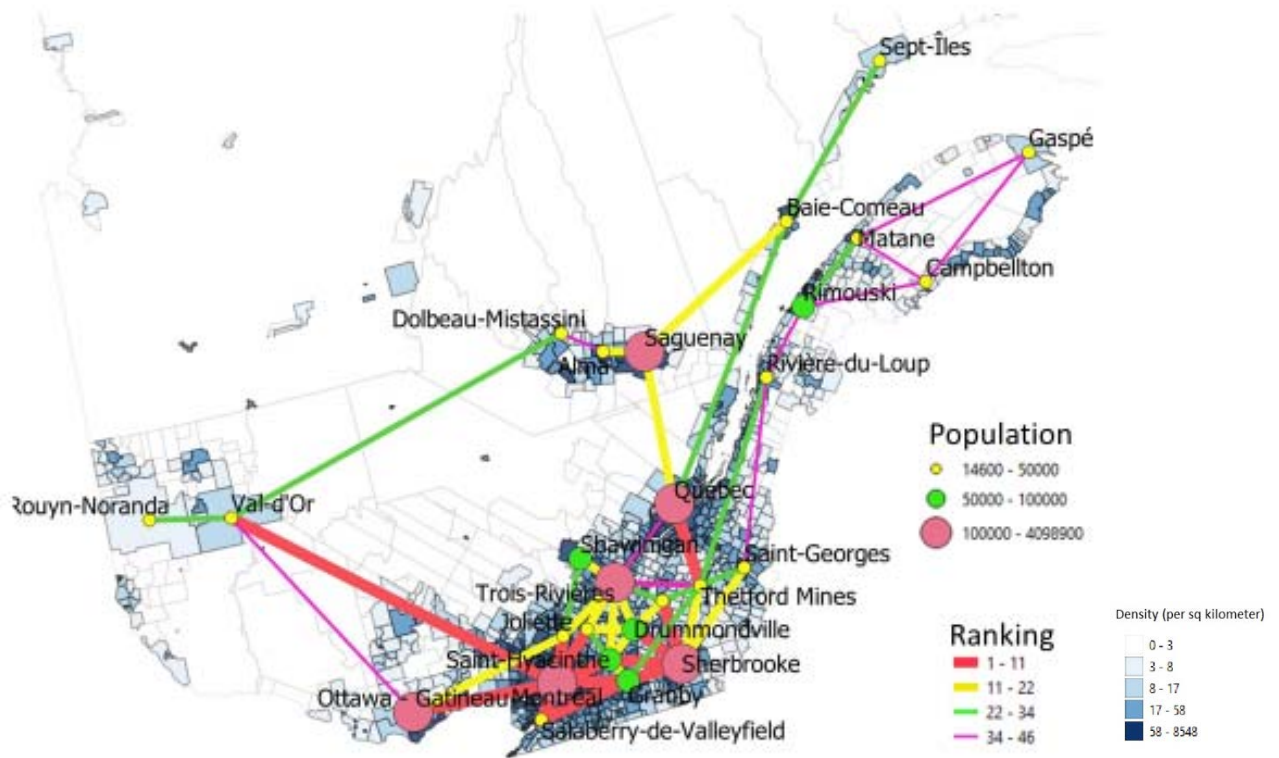 Sept-Îles
Gaspé
Baie-Comeau
Matane
Campbellton
Rimouski
Dolbeau-Mistassini
Saguenay
Alma
Rivière-du-Loup
Population
14600 - 50000
50000 - 100000
100000 - 4098900
Rouyn-Noranda
Val-d'Or
Québec
Shawinigan
Saint-Georges
Trois-Rivières
Thetford Mines
Joliette
Drummondville
Saint-Hyacinthe
Sherbrooke
Ottawa - Gatineau
Montréal
Granby
Salaberry-de-Valleyfield
Ranking
1 - 11
11 - 22
22 - 34
34 - 46
Density (per sq kilometer)
0 - 3
3 - 8
8 - 17
17 - 58
58 - 8548